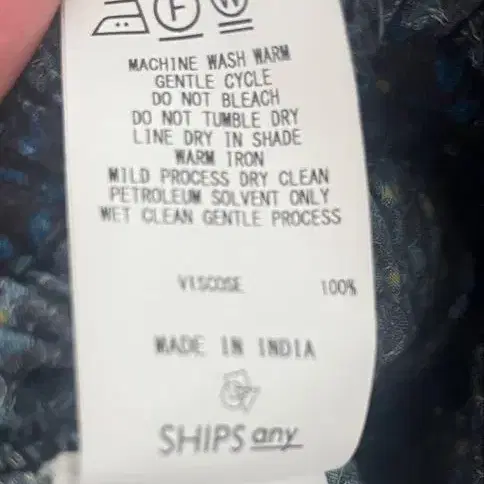 F
W
MACHINE WASH WARM
GENTLE CYCLE
DO NOT BLEACH
DO NOT TUMBLE DRY
LINE DRY IN SHADE
WARM IRON
MILD PROCESS DRY CLEAN
PETROLEUM SOLVENT ONLY
WET CLEAN GENTLE PROCESS
VISCOSE 100%
MADE IN INDIA
SHIPS any